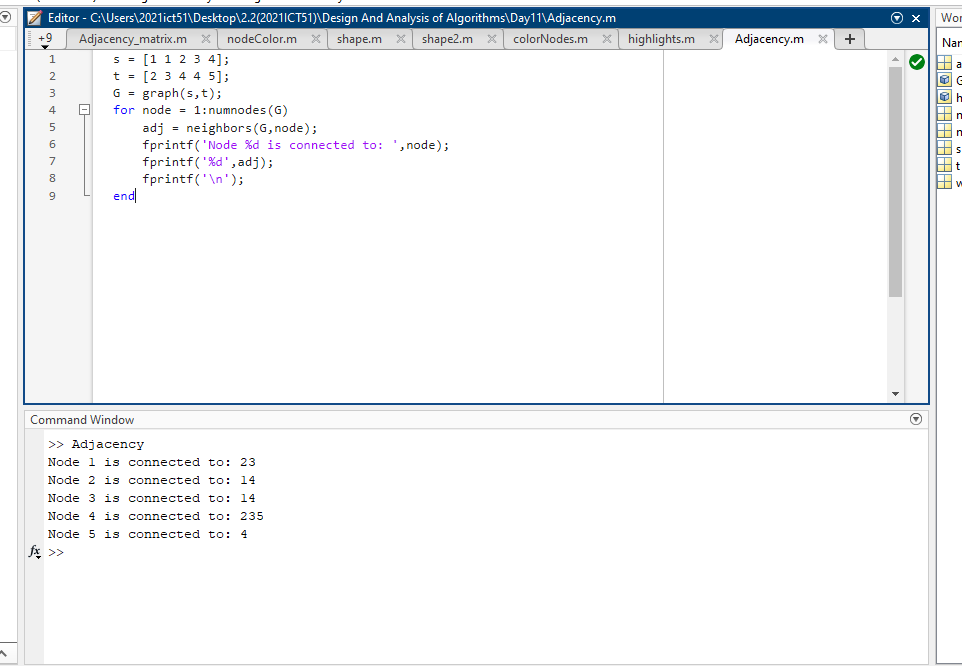 Editor - C:\Users\2021ict51\Desktop\2.2(2021ICT51)\Design And Analysis of Algorithms\Day11\Adjacency.m
Wor
+9 Adjacency_matrix.m nodeColor.m shape.m shape2.m colorNodes.m highlights.m Adjacency.m +
Nan
1 s = [1 1 2 3 4];
2 t = [2 3 4 4 5];
3 G = graph(s,t);
4 for node = 1:numnodes(G)
5 adj = neighbors(G,node);
6 fprintf('Node %d is connected to: ',node);
7 fprintf('%d',adj);
8 fprintf('\n');
9 end
a
G
h
s
t
Command Window
>> Adjacency
Node 1 is connected to: 23
Node 2 is connected to: 14
Node 3 is connected to: 14
Node 4 is connected to: 235
Node 5 is connected to: 4
fx >>